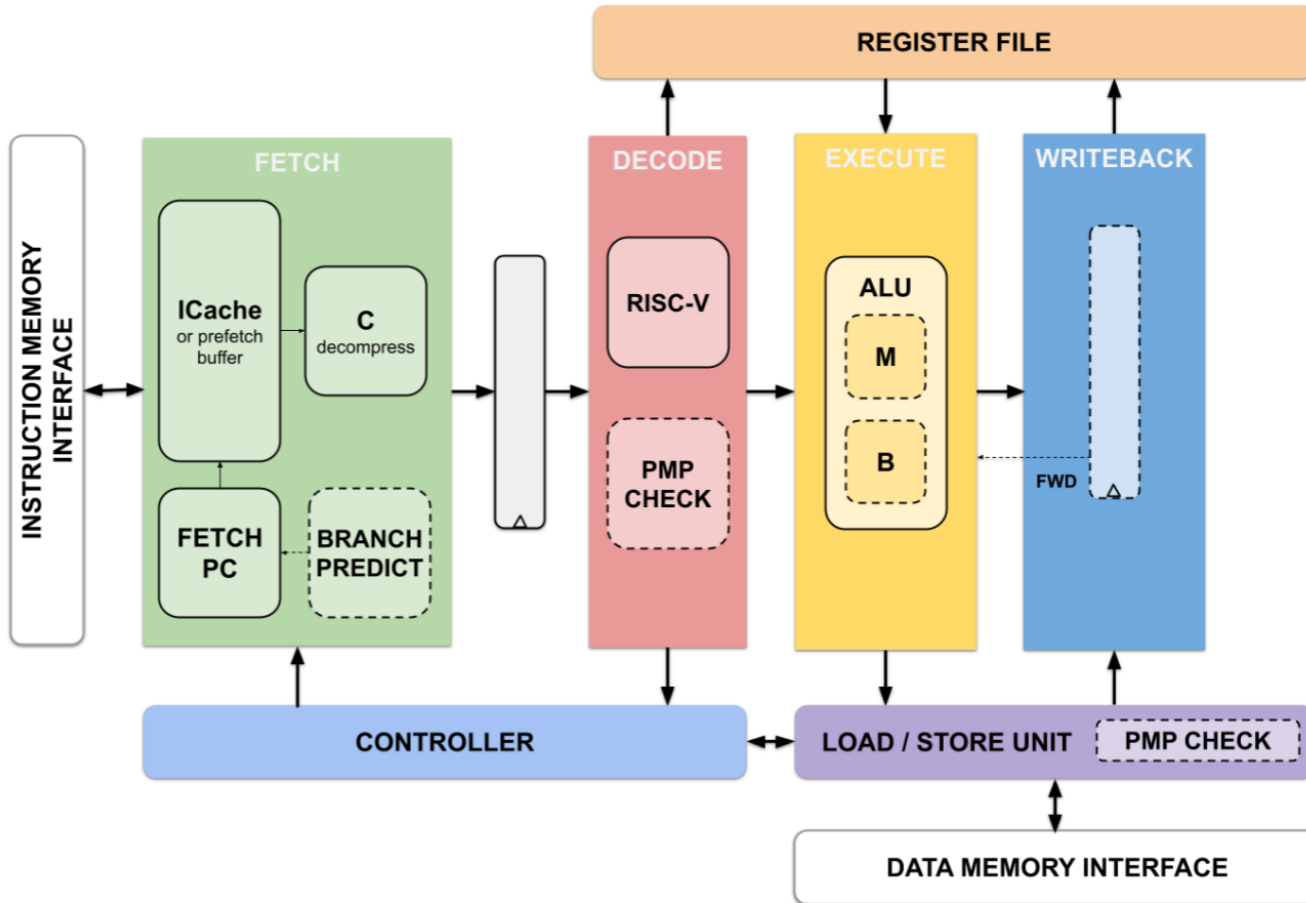 REGISTER FILE
INSTRUCTION MEMORY
INTERFACE
FETCH
ICache
or prefetch
buffer
C
decompress
FETCH
PC
BRANCH
PREDICT
DECODE
RISC-V
PMP
CHECK
EXECUTE
ALU
M
B
WRITEBACK
FWD
CONTROLLER
LOAD / STORE UNIT
PMP CHECK
DATA MEMORY INTERFACE